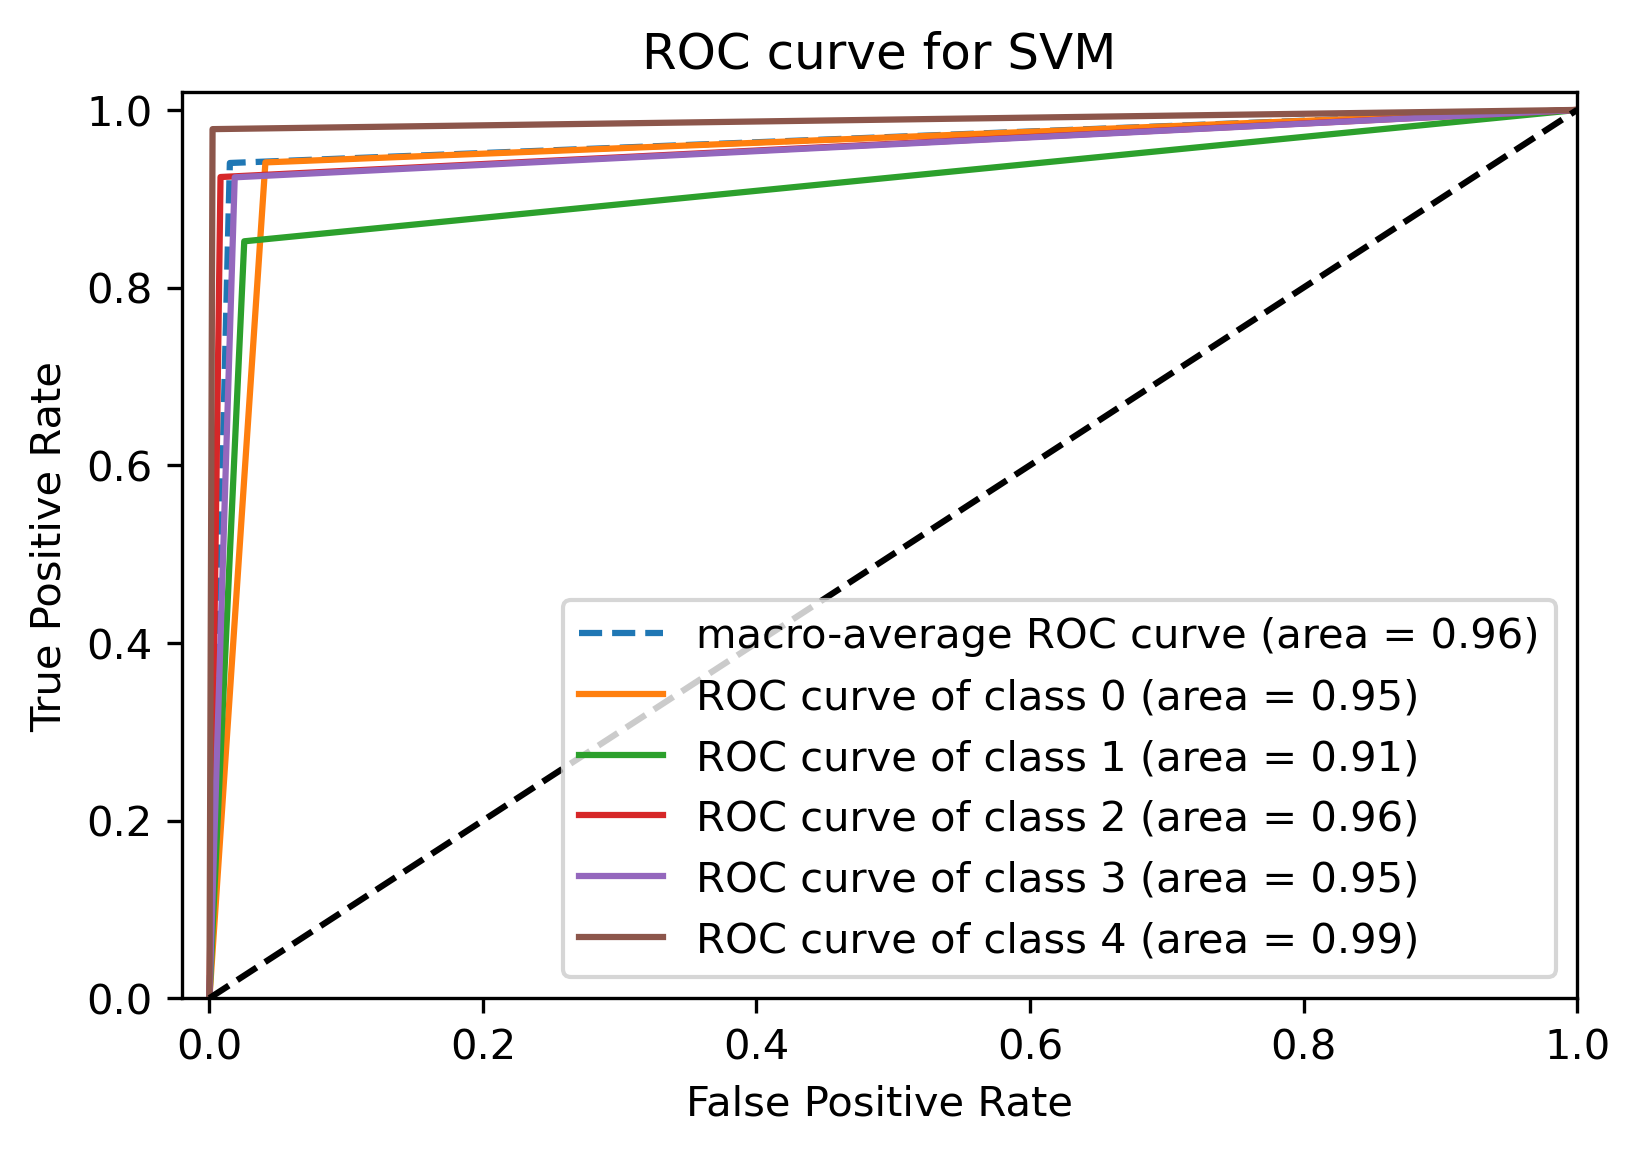 ROC curve for SVM
1.0
0.8
0.6
0.4
0.2
0.0
True Positive Rate
macro-average ROC curve (area = 0.96)
ROC curve of class 0 (area = 0.95)
ROC curve of class 1 (area = 0.91)
ROC curve of class 2 (area = 0.96)
ROC curve of class 3 (area = 0.95)
ROC curve of class 4 (area = 0.99)
0.0 0.2 0.4 0.6 0.8 1.0
False Positive Rate